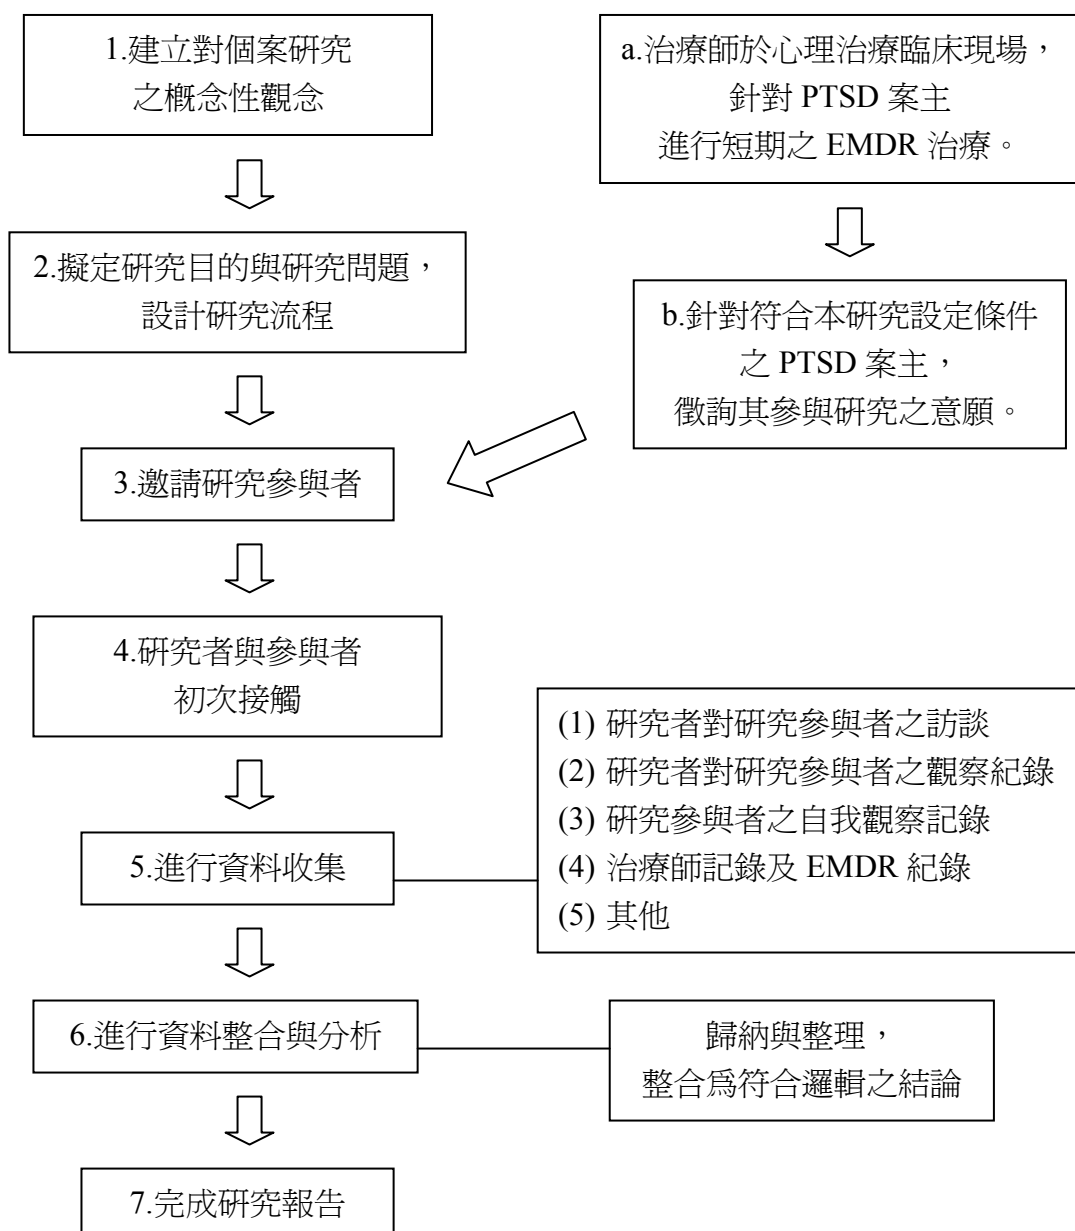 1.建立對個案研究
之概念性觀念
a.治療師於心理治療臨床現場，
針對 PTSD 案主
進行短期之 EMDR 治療。
2.擬定研究目的與研究問題，
設計研究流程
b.針對符合本研究設定條件
之 PTSD 案主，
徵詢其參與研究之意願。
3.邀請研究參與者
4.研究者與參與者
初次接觸
(1) 研究者對研究參與者之訪談
(2) 研究者對研究參與者之觀察紀錄
(3) 研究參與者之自我觀察記錄
(4) 治療師記錄及 EMDR 紀錄
(5) 其他
5.進行資料收集
6.進行資料整合與分析
歸納與整理，
整合為符合邏輯之結論
7.完成研究報告